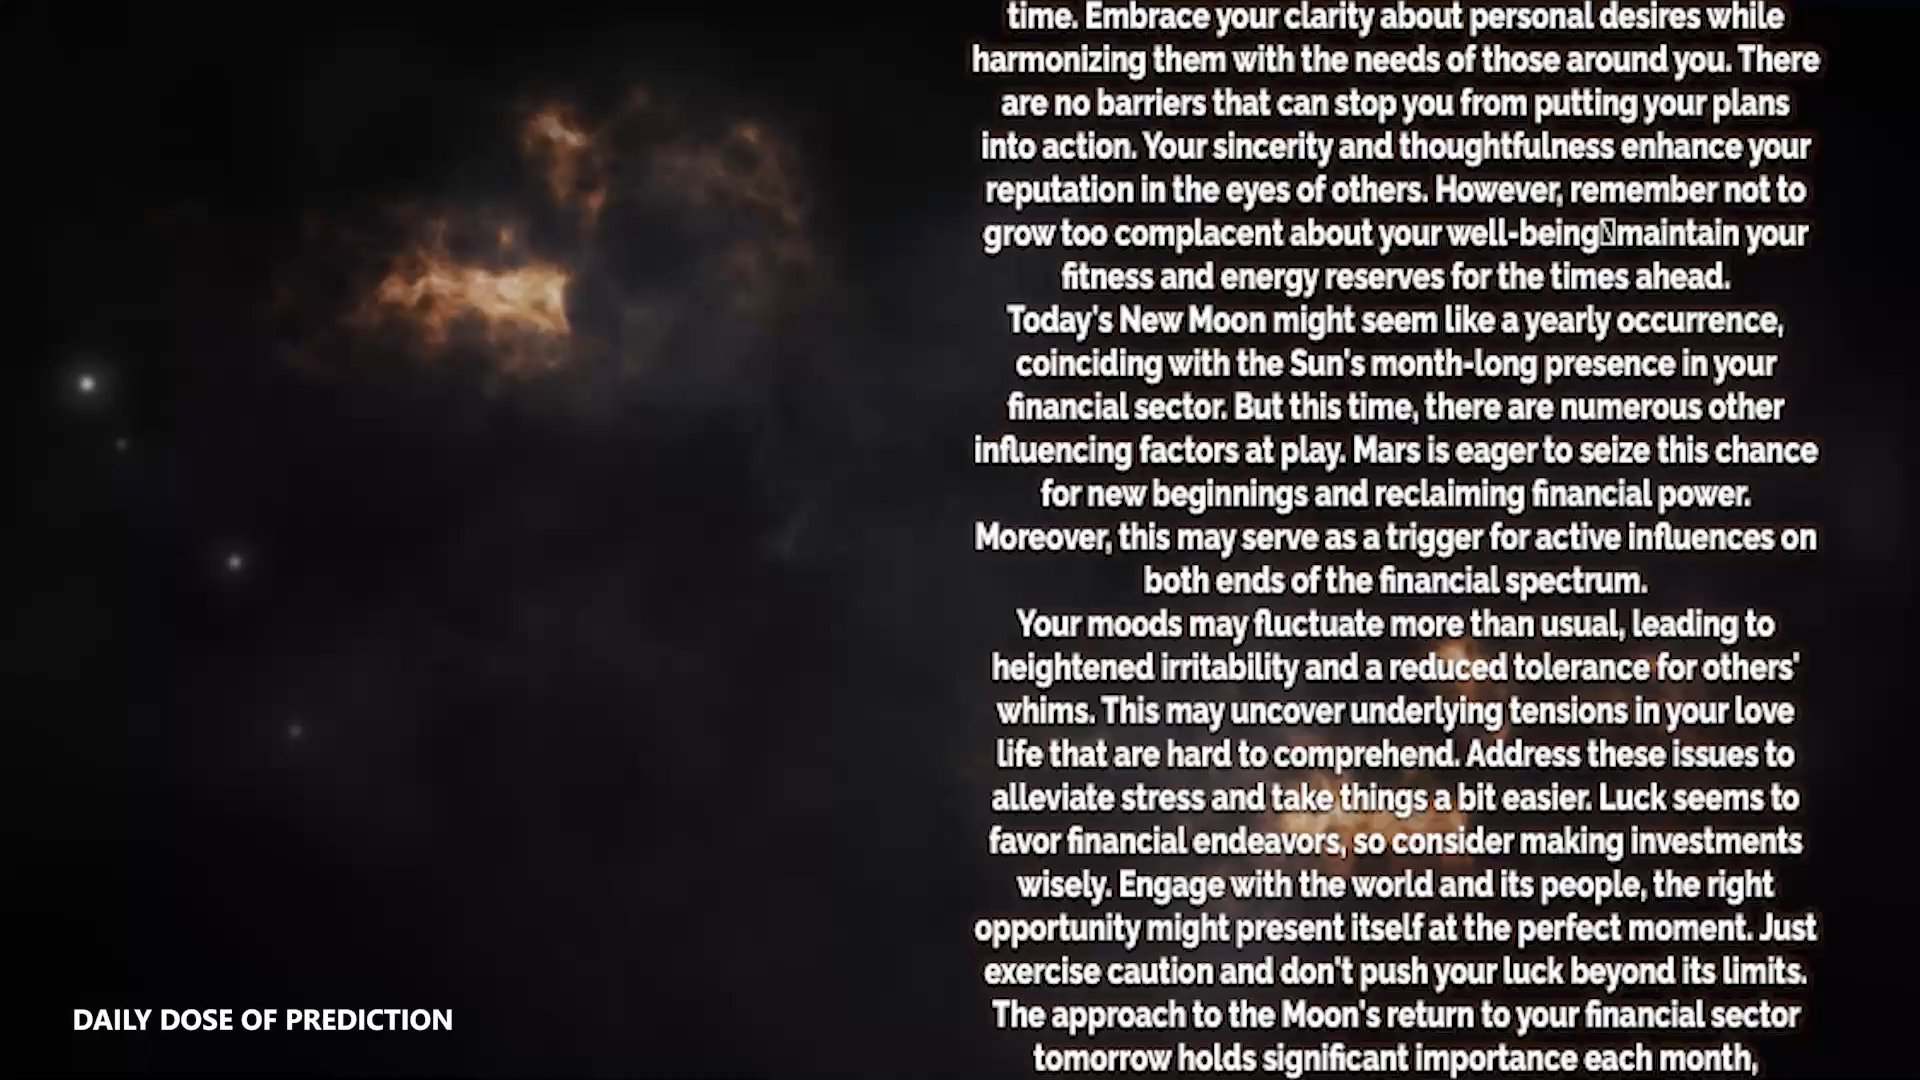 time. Embrace your clarity about personal desires while
harmonizing them with the needs of those around you. There
are no barriers that can stop you from putting your plans
into action. Your sincerity and thoughtfulness enhance your
reputation in the eyes of others. However, remember not to
grow too complacent about your well-being▯maintain your
fitness and energy reserves for the times ahead.
Today's New Moon might seem like a yearly occurrence,
coinciding with the Sun's month-long presence in your
financial sector. But this time, there are numerous other
influencing factors at play. Mars is eager to seize this chance
for new beginnings and reclaiming financial power.
Moreover, this may serve as a trigger for active influences on
both ends of the financial spectrum.
Your moods may fluctuate more than usual, leading to
heightened irritability and a reduced tolerance for others'
whims. This may uncover underlying tensions in your love
life that are hard to comprehend. Address these issues to
alleviate stress and take things a bit easier. Luck seems to
favor financial endeavors, so consider making investments
wisely. Engage with the world and its people, the right
opportunity might present itself at the perfect moment. Just
exercise caution and don't push your luck beyond its limits.
The approach to the Moon's return to your financial sector
tomorrow holds significant importance each month,
DAILY DOSE OF PREDICTION